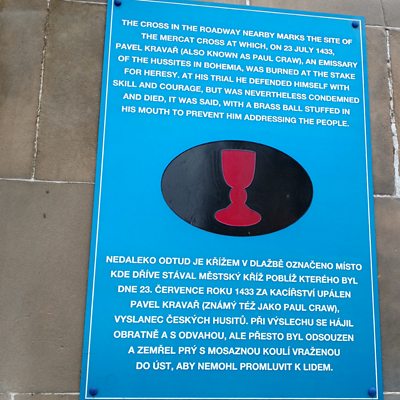 THE CROSS IN THE ROADWAY NEARBY MARKS THE SITE OF
THE MERCAT CROSS AT WHICH, ON 23 JULY 1433,
PAVEL KRAVAŘ (ALSO KNOWN AS PAUL CRAW), AN EMISSARY
OF THE HUSSITES IN BOHEMIA, WAS BURNED AT THE STAKE
FOR HERESY. AT HIS TRIAL HE DEFENDED HIMSELF WITH
SKILL AND COURAGE, BUT WAS NEVERTHELESS CONDEMNED
AND DIED, IT WAS SAID, WITH A BRASS BALL STUFFED IN
HIS MOUTH TO PREVENT HIM ADDRESSING THE PEOPLE.
NEDALEKO ODTUD JE KŘÍŽEM V DLAŽBĚ OZNAČENO MÍSTO
KDE DŘÍVE STÁVAL MĚSTSKÝ KŘÍŽ POBLÍŽ KTERÉHO BYL
DNE 23. ČERVENCE ROKU 1433 ZA KACÍŘSTVÍ UPÁLEN
PAVEL KRAVAŘ (ZNÁMÝ TÉŽ JAKO PAUL CRAW),
VYSLANEC ČESKÝCH HUSITŮ. PŘI VÝSLECHU SE HÁJIL
OBRATNĚ A S ODVAHOU, ALE PŘESTO BYL ODSOUZEN
A ZEMŘEL PRÝ S MOSAZNOU KOULÍ VRAŽENOU
DO ÚST, ABY NEMOHL PROMLUVIT K LIDEM.